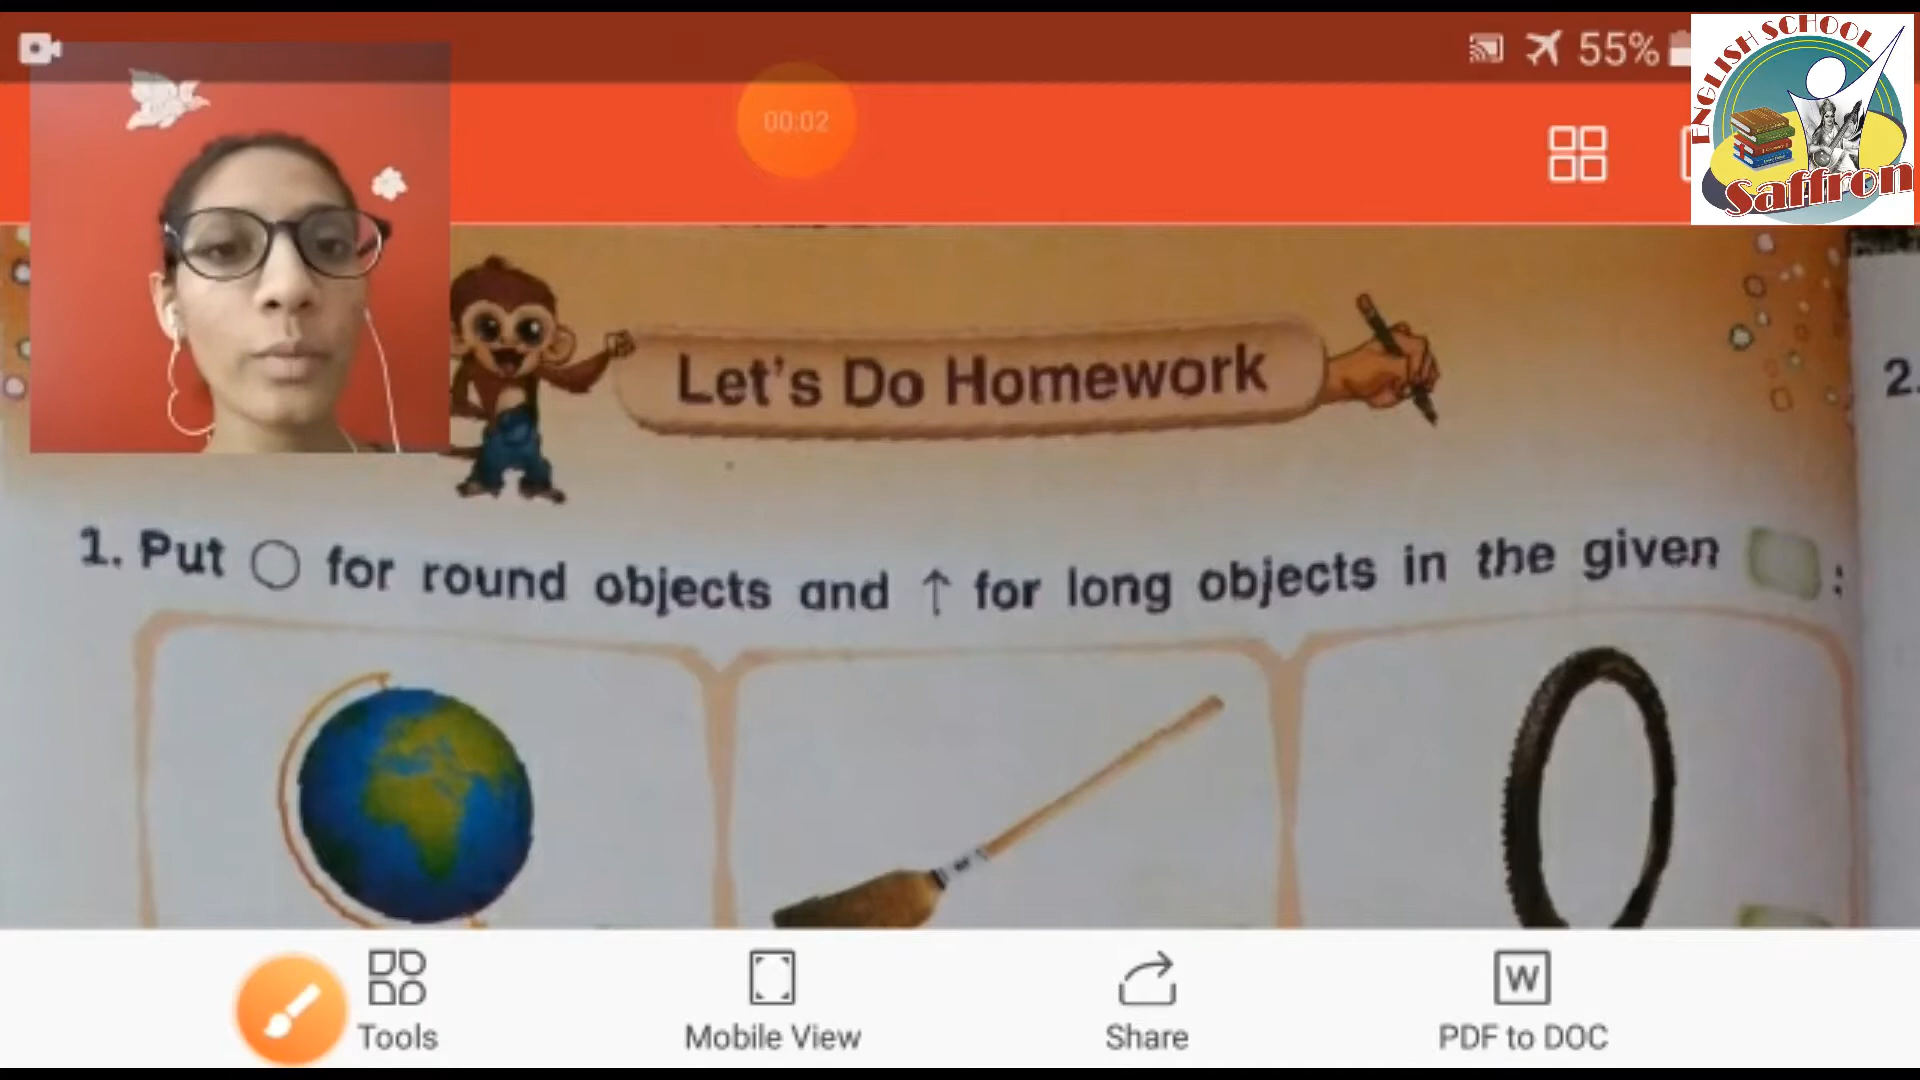 55%
ENGLISH SCHOOL
Saffron
00:02
Let's Do Homework
2.
1. Put ○ for round objects and ↑ for long objects in the given :
Tools
Mobile View
Share
W
PDF to DOC